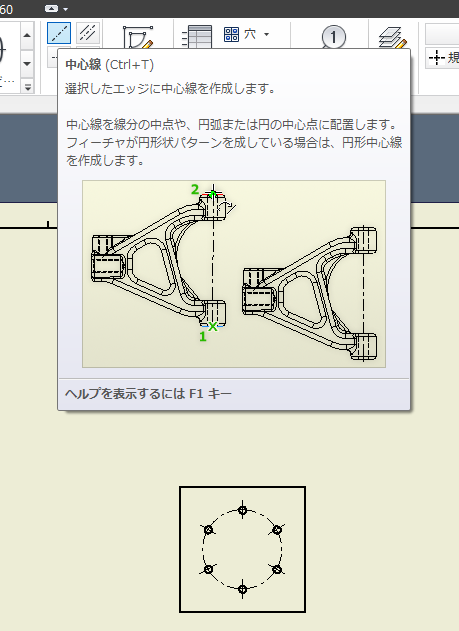 60
穴
1
規
中心線 (Ctrl+T)
選択したエッジに中心線を作成します。
中心線を線分の中点や、円弧または円の中心点に配置します。
フィーチャが円形状パターンを成している場合は、円形中心線
を作成します。
2
1
ヘルプを表示するには F1 キー